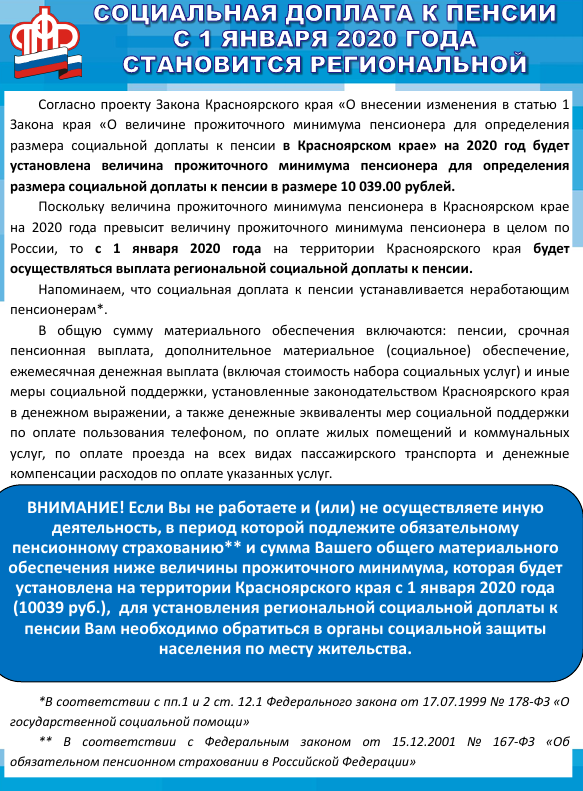 СОЦИАЛЬНАЯ ДОПЛАТА К ПЕНСИИ
С 1 ЯНВАРЯ 2020 ГОДА
СТАНОВИТСЯ РЕГИОНАЛЬНОЙ
Согласно проекту Закона Красноярского края «О внесении изменения в статью 1
Закона края «О величине прожиточного минимума пенсионера для определения
размера социальной доплаты к пенсии в Красноярском крае» на 2020 год будет
установлена величина прожиточного минимума пенсионера для определения
размера социальной доплаты к пенсии в размере 10 039.00 рублей.
Поскольку величина прожиточного минимума пенсионера в Красноярском крае
на 2020 года превысит величину прожиточного минимума пенсионера в целом по
России, то с 1 января 2020 года на территории Красноярского края будет
осуществляться выплата региональной социальной доплаты к пенсии.
Напоминаем, что социальная доплата к пенсии устанавливается неработающим
пенсионерам*.
В общую сумму материального обеспечения включаются: пенсии, срочная
пенсионная выплата, дополнительное материальное (социальное) обеспечение,
ежемесячная денежная выплата (включая стоимость набора социальных услуг) и иные
меры социальной поддержки, установленные законодательством Красноярского края
в денежном выражении, а также денежные эквиваленты мер социальной поддержки
по оплате пользования телефоном, по оплате жилых помещений и коммунальных
услуг, по оплате проезда на всех видах пассажирского транспорта и денежные
компенсации расходов по оплате указанных услуг.
ВНИМАНИЕ! Если Вы не работаете и (или) не осуществляете иную
деятельность, в период которой подлежите обязательному
пенсионному страхованию** и сумма Вашего общего материального
обеспечения ниже величины прожиточного минимума, которая будет
установлена на территории Красноярского края с 1 января 2020 года
(10039 руб.), для установления региональной социальной доплаты к
пенсии Вам необходимо обратиться в органы социальной защиты
населения по месту жительства.
*В соответствии с пп.1 и 2 ст. 12.1 Федерального закона от 17.07.1999 № 178-ФЗ «О
государственной социальной помощи»
** В соответствии с Федеральным законом от 15.12.2001 № 167-ФЗ «Об
обязательном пенсионном страховании в Российской Федерации»